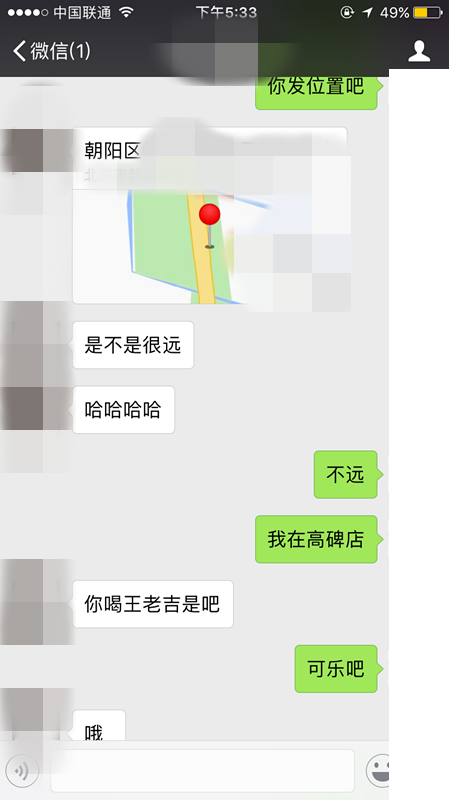 中国联通
下午5:33
49%
微信(1)
你发位置吧
朝阳区
是不是很远
哈哈哈哈
不远
我在高碑店
你喝王老吉是吧
可乐吧
哦